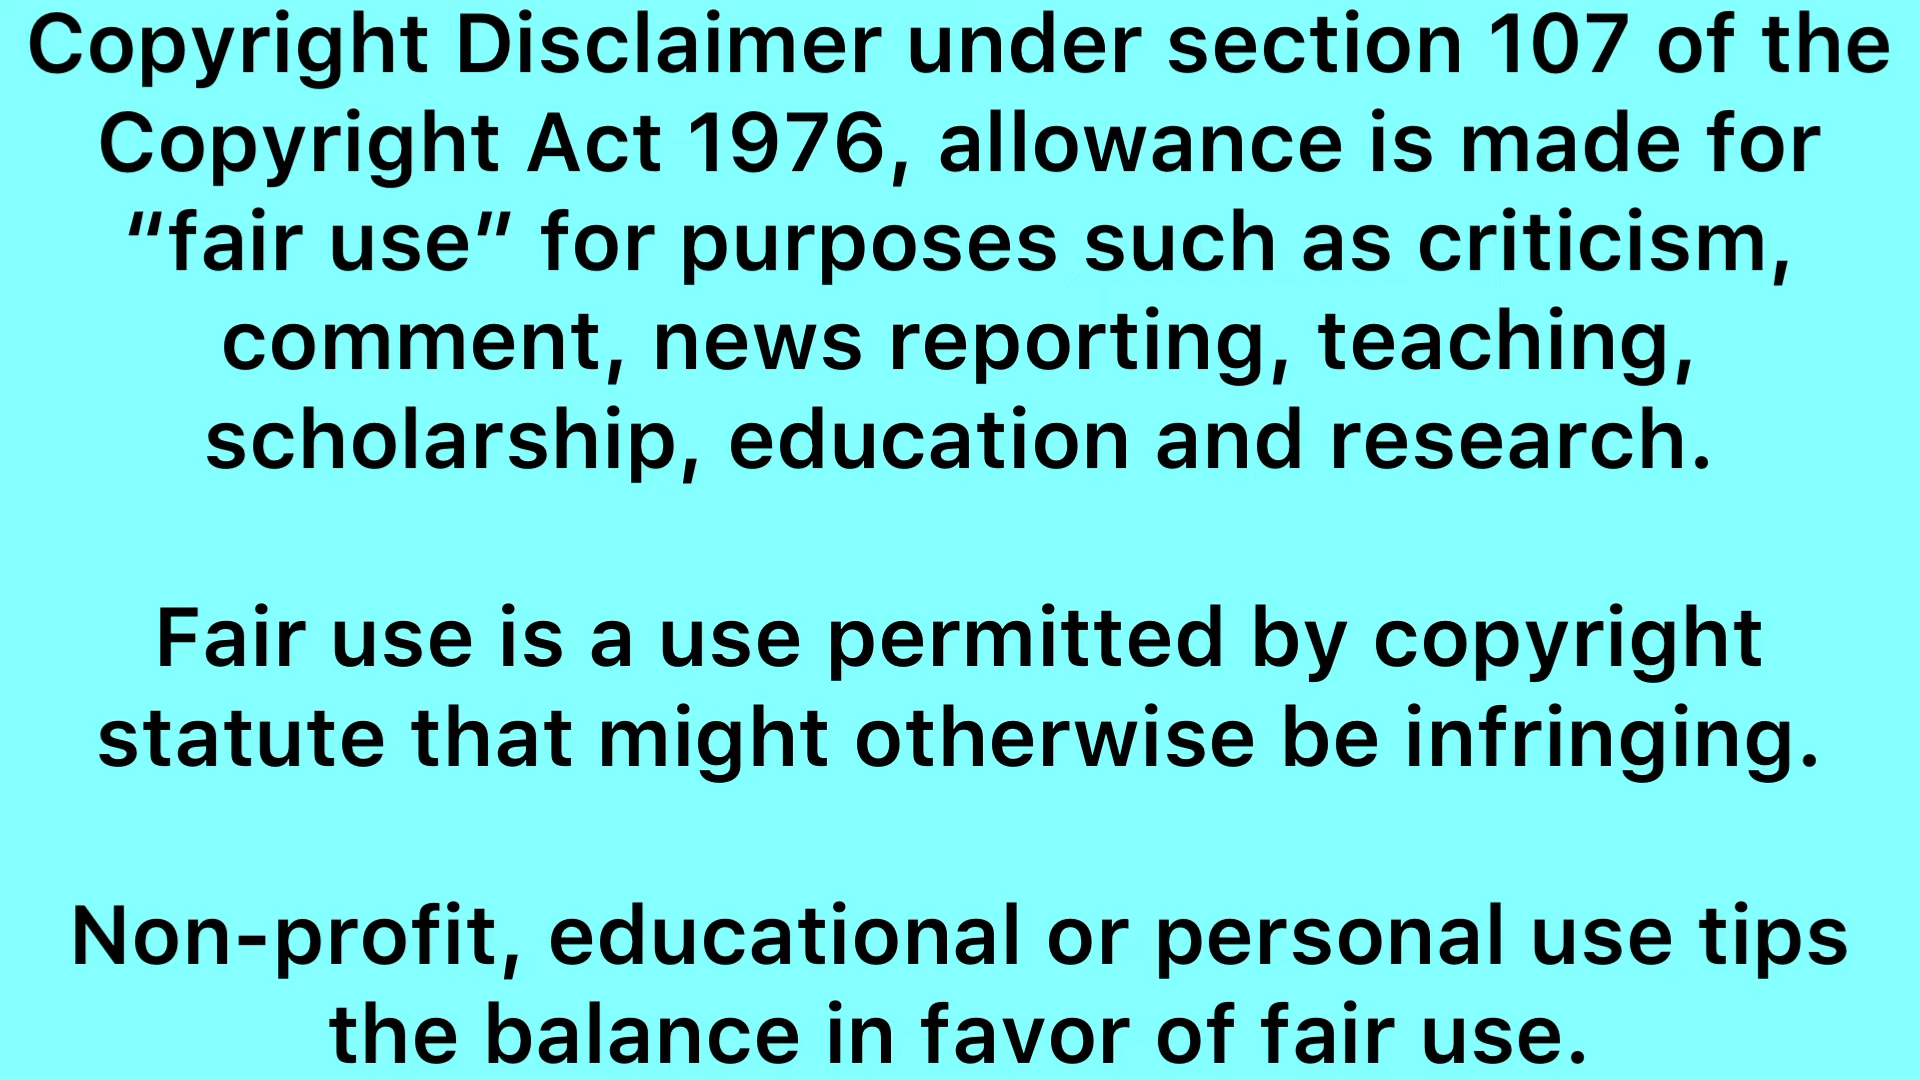 Copyright Disclaimer under section 107 of the
Copyright Act 1976, allowance is made for
“fair use” for purposes such as criticism,
comment, news reporting, teaching,
scholarship, education and research.
Fair use is a use permitted by copyright
statute that might otherwise be infringing.
Non-profit, educational or personal use tips
the balance in favor of fair use.